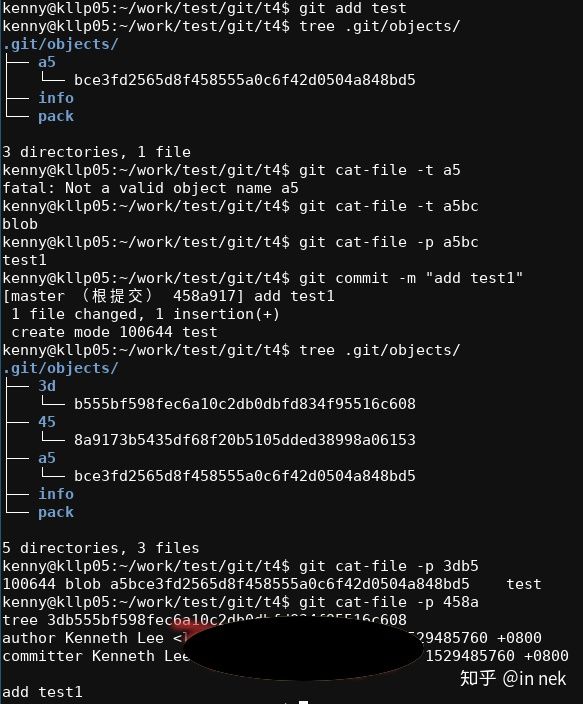 kenny@kllp05:~/work/test/git/t4$ git add test
kenny@kllp05:~/work/test/git/t4$ tree .git/objects/
.git/objects/
├── a5
│   └── bce3fd2565d8f458555a0c6f42d0504a848bd5
├── info
└── pack

3 directories, 1 file
kenny@kllp05:~/work/test/git/t4$ git cat-file -t a5
fatal: Not a valid object name a5
kenny@kllp05:~/work/test/git/t4$ git cat-file -t a5bc
blob
kenny@kllp05:~/work/test/git/t4$ git cat-file -p a5bc
test1
kenny@kllp05:~/work/test/git/t4$ git commit -m "add test1"
[master （根提交） 458a917] add test1
 1 file changed, 1 insertion(+)
 create mode 100644 test
kenny@kllp05:~/work/test/git/t4$ tree .git/objects/
.git/objects/
├── 3d
│   └── b555bf598fec6a10c2db0dbfd834f95516c608
├── 45
│   └── 8a9173b5435df68f20b5105dded38998a06153
├── a5
│   └── bce3fd2565d8f458555a0c6f42d0504a848bd5
├── info
└── pack

5 directories, 3 files
kenny@kllp05:~/work/test/git/t4$ git cat-file -p 3db5
100644 blob a5bce3fd2565d8f458555a0c6f42d0504a848bd5    test
kenny@kllp05:~/work/test/git/t4$ git cat-file -p 458a
tree 3db555bf598fec6a10c2db0dbfd834f95516c608
author Kenneth Lee < 529485760 +0800
committer Kenneth Lee 1529485760 +0800

add test1
知乎 @in nek